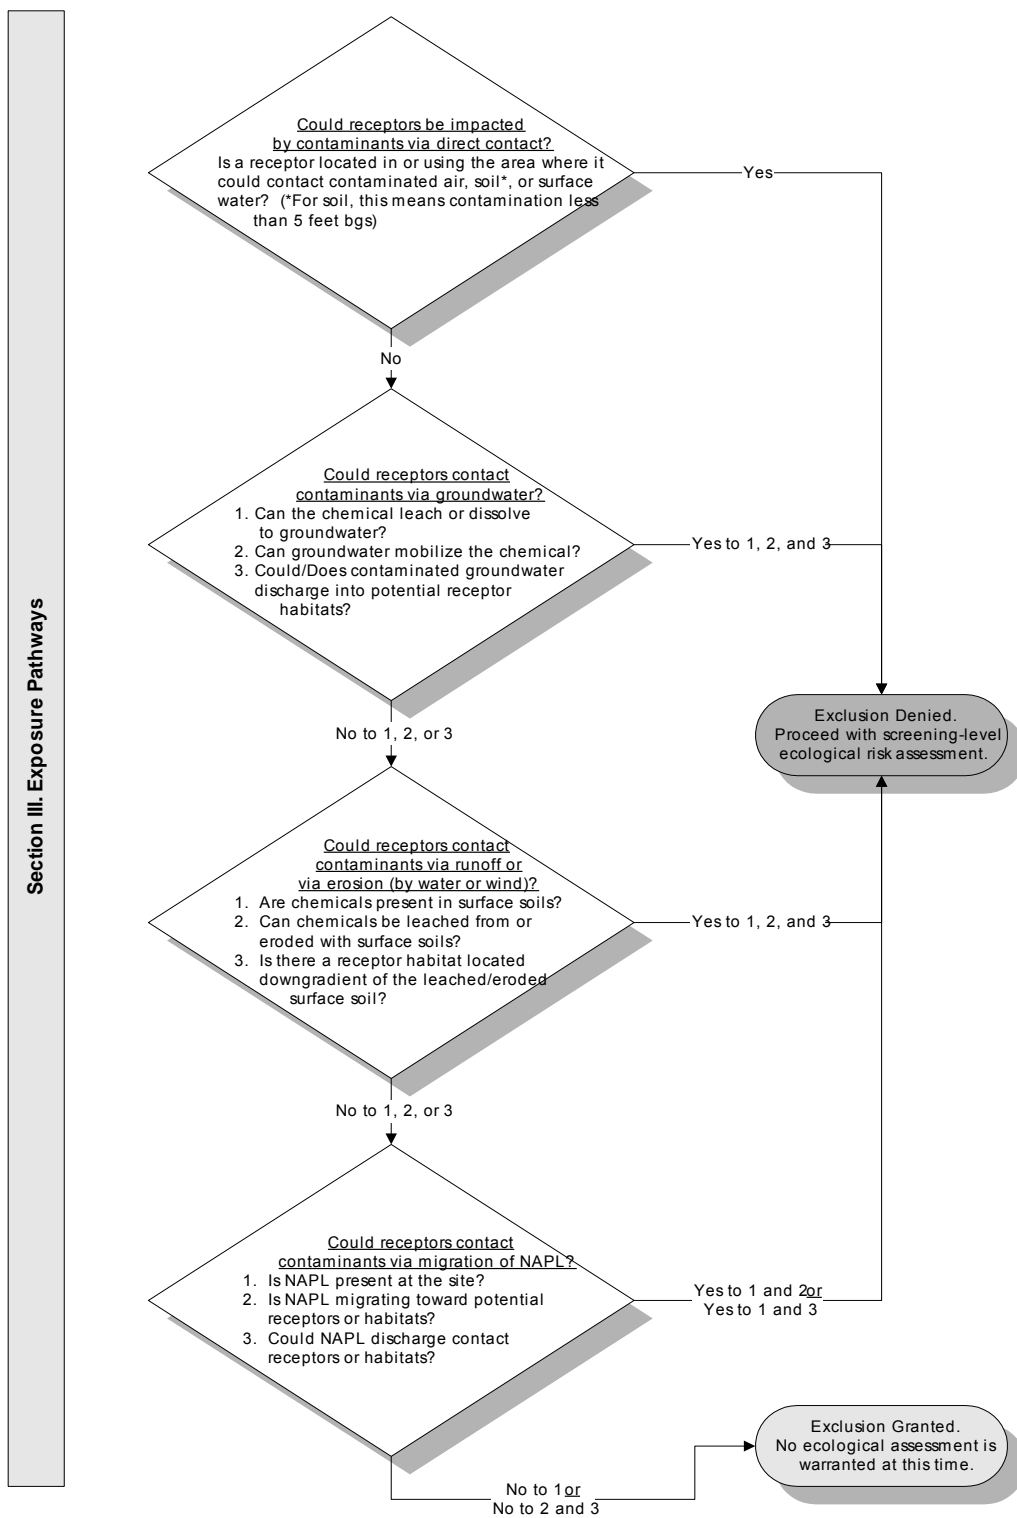 Section III. Exposure Pathways
Could receptors be impacted
by contaminants via direct contact?
Is a receptor located in or using the area where it
could contact contaminated air, soil*, or surface
water? (*For soil, this means contamination less
than 5 feet bgs)
Yes
No
Could receptors contact
contaminants via groundwater?
1. Can the chemical leach or dissolve
to groundwater?
2. Can groundwater mobilize the chemical?
3. Could/Does contaminated groundwater
discharge into potential receptor
habitats?
Yes to 1, 2, and 3
No to 1, 2, or 3
Exclusion Denied.
Proceed with screening-level
ecological risk assessment.
Could receptors contact
contaminants via runoff or
via erosion (by water or wind)?
1. Are chemicals present in surface soils?
2. Can chemicals be leached from or
eroded with surface soils?
3. Is there a receptor habitat located
downgradient of the leached/eroded
surface soil?
Yes to 1, 2, and 3
No to 1, 2, or 3
Could receptors contact
contaminants via migration of NAPL?
1. Is NAPL present at the site?
2. Is NAPL migrating toward potential
receptors or habitats?
3. Could NAPL discharge contact
receptors or habitats?
Yes to 1 and 2 or
Yes to 1 and 3
Exclusion Granted.
No ecological assessment is
warranted at this time.
No to 1 or
No to 2 and 3